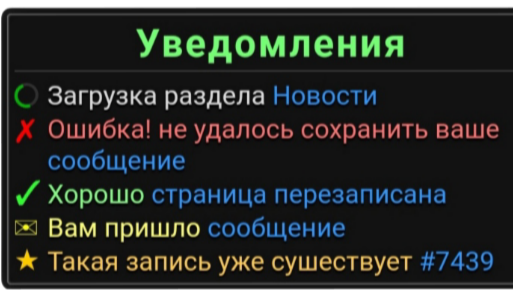 Уведомления
Загрузка раздела Новости
Ошибка! не удалось сохранить ваше
сообщение
Хорошо страница перезаписана
Вам пришло сообщение
Такая запись уже сушествует #7439